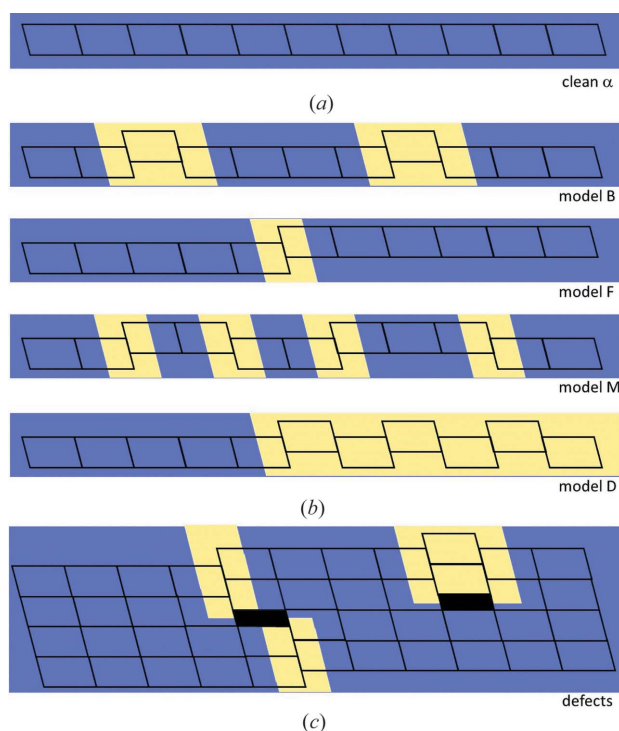 clean α
(a)
model B
model F
model M
model D
(b)
defects
(c)